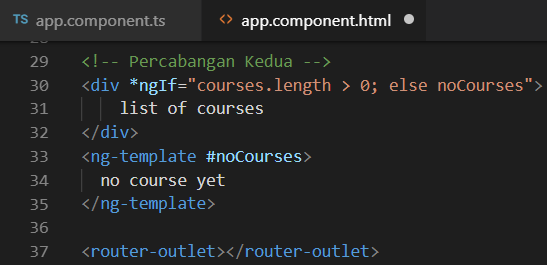 TS app.component.ts
<> app.component.html
29 <!-- Percabangan Kedua -->
30 <div *ngIf="courses.length > 0; else noCourses">
31 list of courses
32 </div>
33 <ng-template #noCourses>
34 no course yet
35 </ng-template>
36
37 <router-outlet></router-outlet>